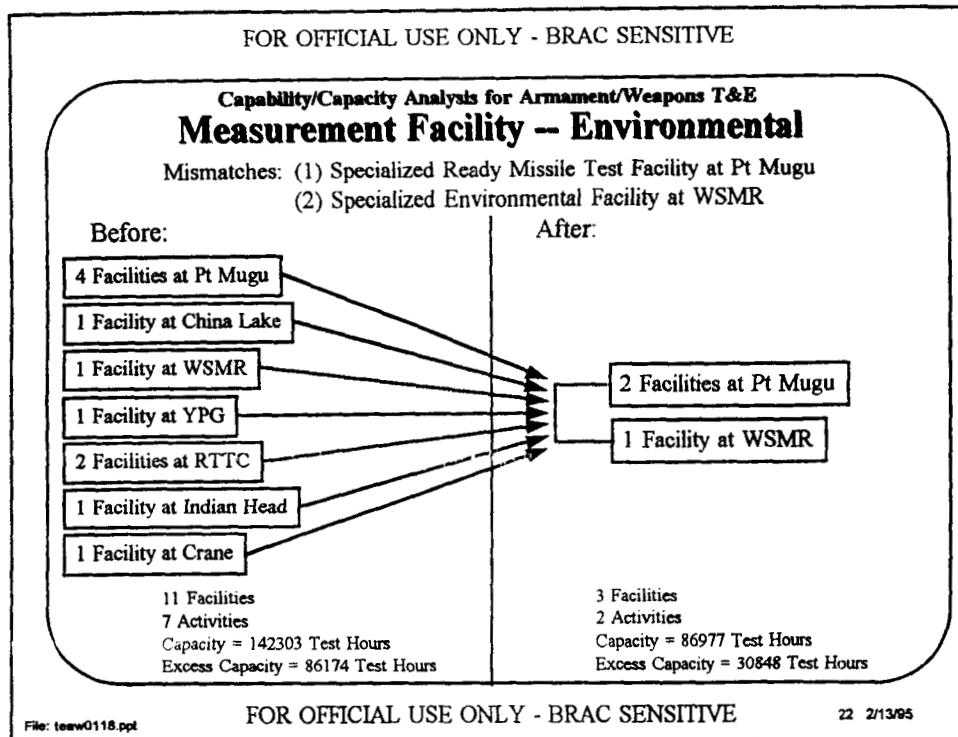 FOR OFFICIAL USE ONLY - BRAC SENSITIVE
Capability/Capacity Analysis for Armament/Weapons T&E
Measurement Facility -- Environmental
Mismatches: (1) Specialized Ready Missile Test Facility at Pt Mugu
(2) Specialized Environmental Facility at WSMR
Before:
4 Facilities at Pt Mugu
1 Facility at China Lake
1 Facility at WSMR
1 Facility at YPG
2 Facilities at RTTC
1 Facility at Indian Head
1 Facility at Crane
11 Facilities
7 Activities
Capacity = 142303 Test Hours
Excess Capacity = 86174 Test Hours
After:
2 Facilities at Pt Mugu
1 Facility at WSMR
3 Facilities
2 Activities
Capacity = 86977 Test Hours
Excess Capacity = 30848 Test Hours
File: teaw0118.ppt
FOR OFFICIAL USE ONLY - BRAC SENSITIVE
22 2/13/95